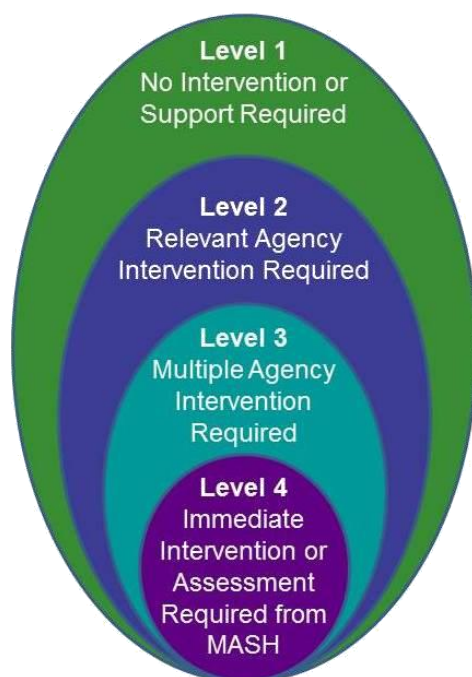 Level 1
No Intervention or
Support Required
Level 2
Relevant Agency
Intervention Required
Level 3
Multiple Agency
Intervention
Required
Level 4
Immediate
Intervention or
Assessment
Required from
MASH